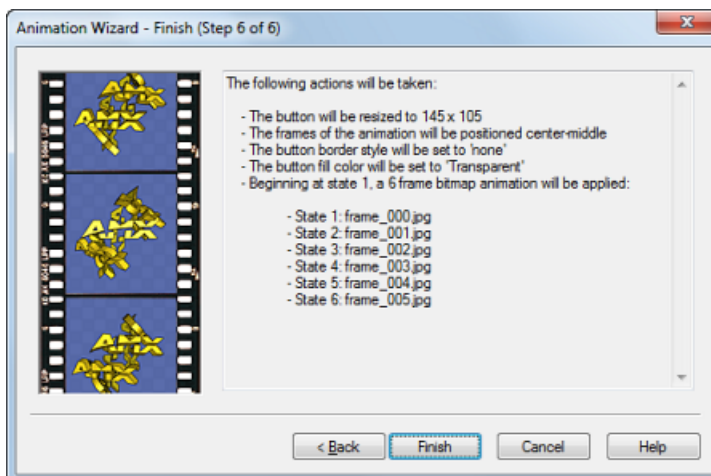 Animation Wizard - Finish (Step 6 of 6)
The following actions will be taken:
- The button will be resized to 145 x 105
- The frames of the animation will be positioned center-middle
- The button border style will be set to 'none'
- The button fill color will be set to 'Transparent'
- Beginning at state 1, a 6 frame bitmap animation will be applied:
- State 1: frame_000.jpg
- State 2: frame_001.jpg
- State 3: frame_002.jpg
- State 4: frame_003.jpg
- State 5: frame_004.jpg
- State 6: frame_005.jpg
AMX
AMX
AMX
AMX
< Back
Finish
Cancel
Help